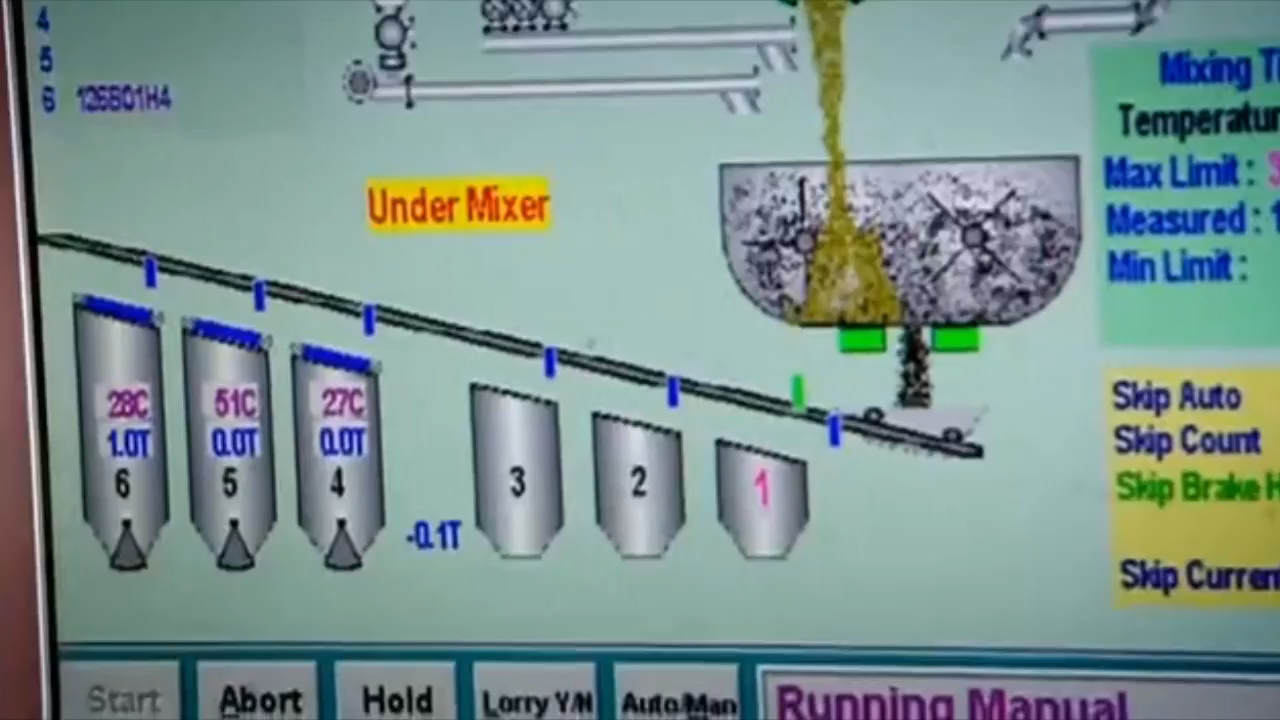 4
5
6 126B01H4
Mixing
Temperatur
Max Limit :
Measured :
Min Limit :
Under Mixer
28C
1.0T
6
51C
0.0T
5
27C
0.0T
4
-0.1T
3
2
1
Skip Auto
Skip Count
Skip Brake
Skip Curren
Start
Abort
Hold
Lorry Y/N
Auto/Man
Running Manual